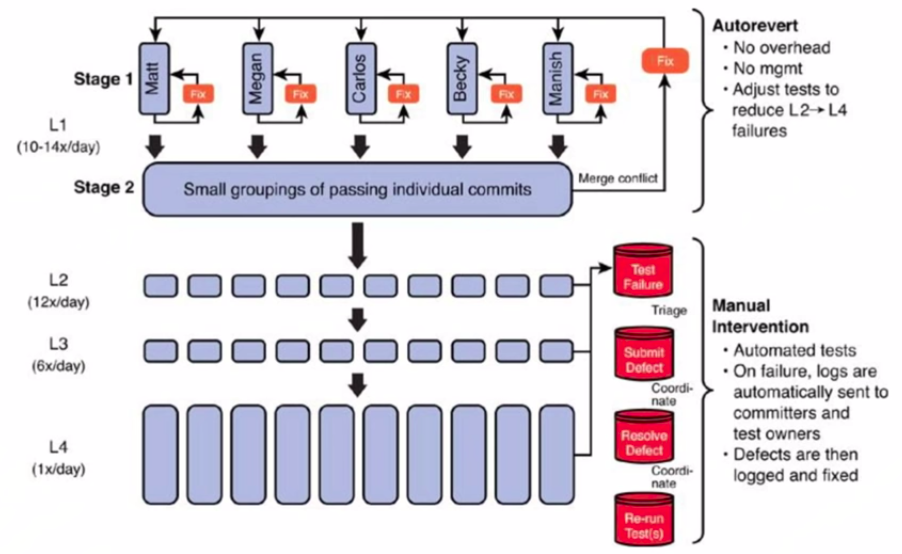 Autorevert
• No overhead
• No mgmt
• Adjust tests to
reduce L2→L4
failures
Stage 1
Matt
Fix
Megan
Fix
Carlos
Fix
Becky
Fix
Manish
Fix
Fix
L1
(10-14x/day)
Stage 2
Small groupings of passing individual commits
Merge conflict
L2
(12x/day)
L3
(6x/day)
L4
(1x/day)
Test
Failure
Triage
Submit
Defect
Coordi-
nate
Resolve
Defect
Coordi-
nate
Re-run
Test(s)
Manual
Intervention
• Automated tests
• On failure, logs are
automatically sent to
committers and
test owners
• Defects are then
logged and fixed